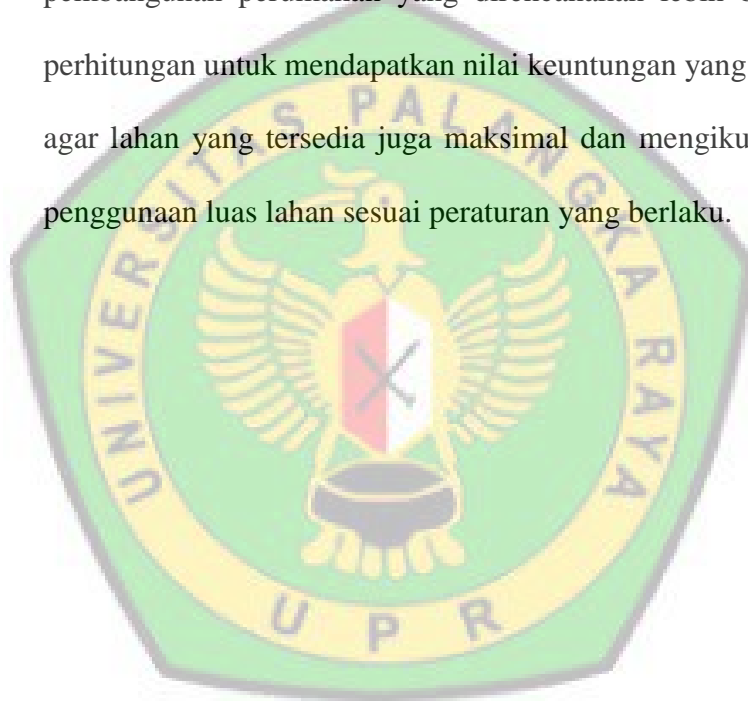 perhitungan untuk mendapatkan nilai keuntungan yang
agar lahan yang tersedia juga maksimal dan
penggunaan luas lahan sesuai peraturan yang berlaku.
UNIVERSITAS PALANGKA RAYA
UPR